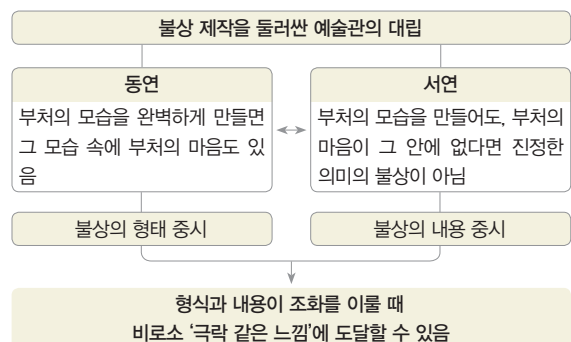 불상 제작을 둘러싼 예술관의 대립
동연
부처의 모습을 완벽하게 만들면
그 모습 속에 부처의 마음도 있
음
서연
부처의 모습을 만들어도, 부처의
마음이 그 안에 없다면 진정한
의미의 불상이 아님
불상의 형태 중시
불상의 내용 중시
형식과 내용이 조화를 이룰 때
비로소 ‘극락 같은 느낌’에 도달할 수 있음